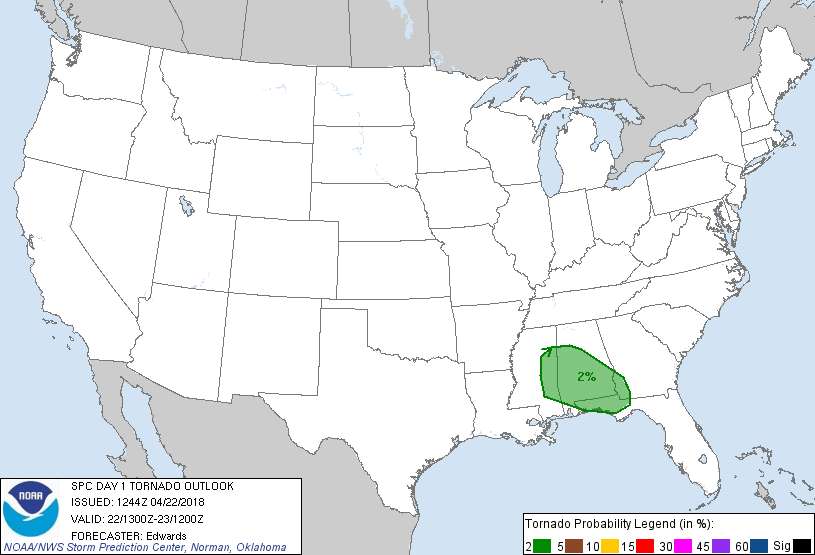 2%
NOAA
SPC DAY 1 TORNADO OUTLOOK
ISSUED: 1244Z 04/22/2018
VALID: 22/1300Z-23/1200Z
FORECASTER: Edwards
NOAA/NWS Storm Prediction Center, Norman, Oklahoma
Tornado Probability Legend (in %):
2 5 10 15 30 45 60 Sig